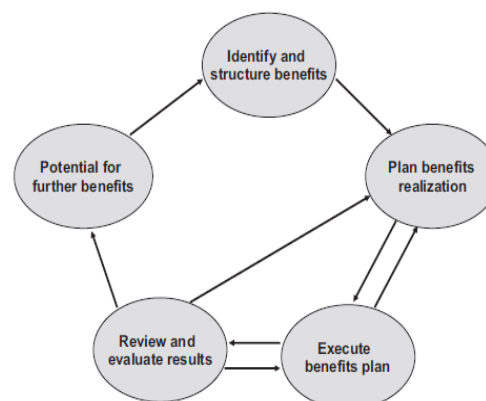 Identify and
structure benefits
Potential for
further benefits
Plan benefits
realization
Review and
evaluate results
Execute
benefits plan